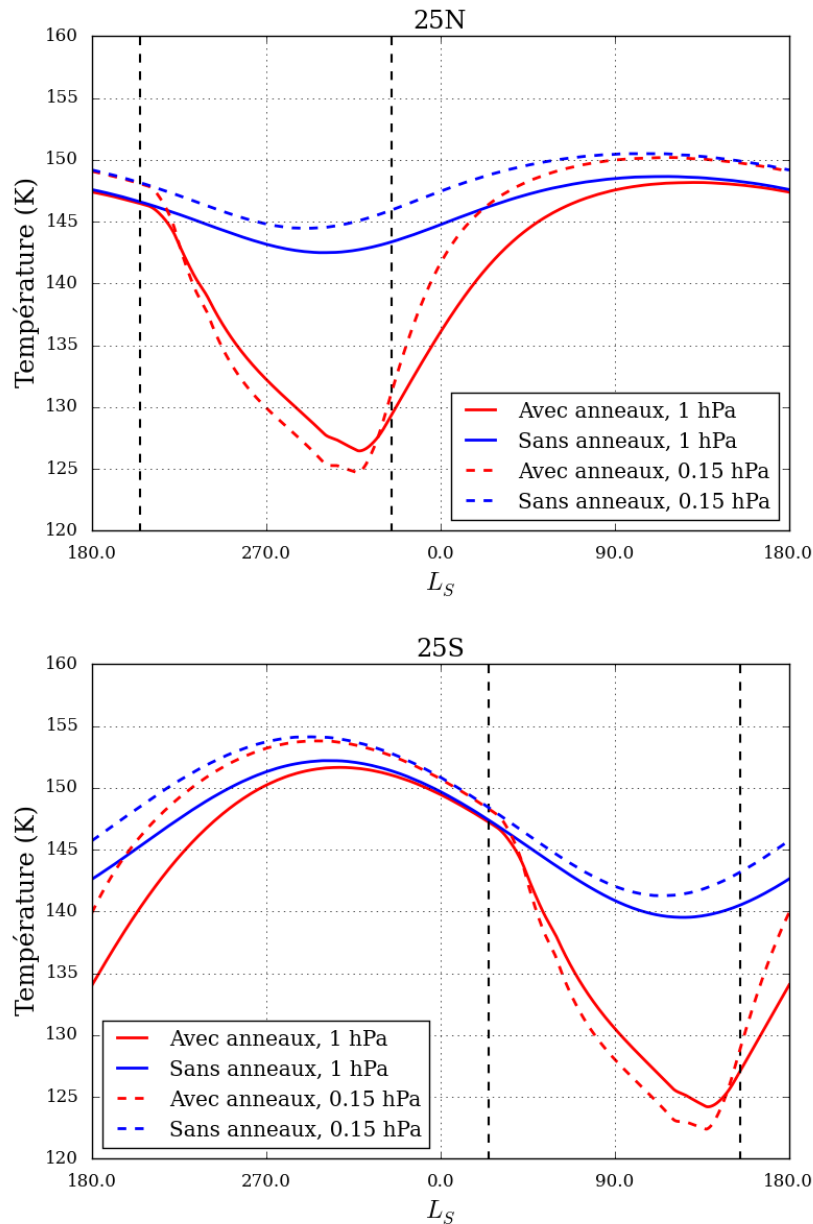 25N
160
155
150
145
140
135
130
125
120
Température (K)
Avec anneaux, 1 hPa
Sans anneaux, 1 hPa
Avec anneaux, 0.15 hPa
Sans anneaux, 0.15 hPa
180.0 270.0 0.0 90.0 180.0
L_S
25S
160
155
150
145
140
135
130
125
120
Température (K)
Avec anneaux, 1 hPa
Sans anneaux, 1 hPa
Avec anneaux, 0.15 hPa
Sans anneaux, 0.15 hPa
180.0 270.0 0.0 90.0 180.0
L_S